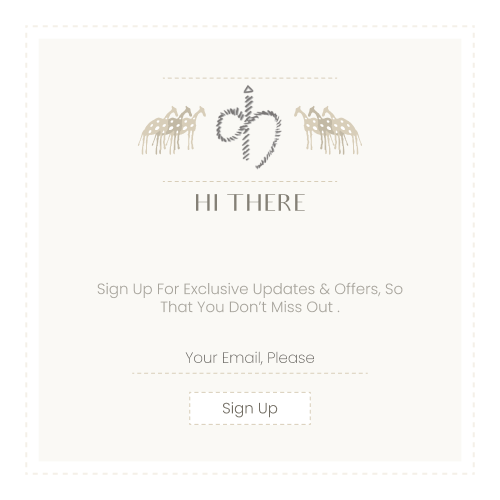 HI THERE
Sign Up For Exclusive Updates & Offers, So
That You Don't Miss Out .
Your Email, Please
Sign Up